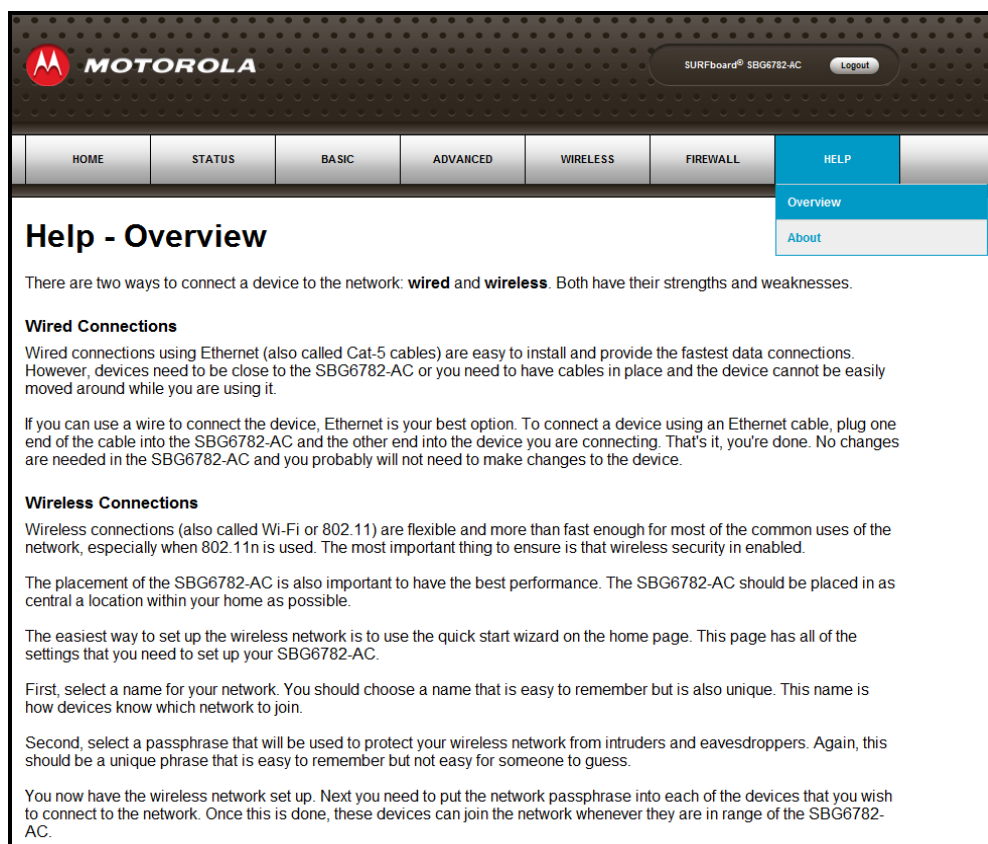 MOTOROLA
SURFboard® SBG6782-AC
Logout
HOME
STATUS
BASIC
ADVANCED
WIRELESS
FIREWALL
HELP
Overview
About
Help - Overview
There are two ways to connect a device to the network: wired and wireless. Both have their strengths and weaknesses.
Wired Connections
Wired connections using Ethernet (also called Cat-5 cables) are easy to install and provide the fastest data connections.
However, devices need to be close to the SBG6782-AC or you need to have cables in place and the device cannot be easily
moved around while you are using it.
If you can use a wire to connect the device, Ethernet is your best option. To connect a device using an Ethernet cable, plug one
end of the cable into the SBG6782-AC and the other end into the device you are connecting. That's it, you're done. No changes
are needed in the SBG6782-AC and you probably will not need to make changes to the device.
Wireless Connections
Wireless connections (also called Wi-Fi or 802.11) are flexible and more than fast enough for most of the common uses of the
network, especially when 802.11n is used. The most important thing to ensure is that wireless security in enabled.
The placement of the SBG6782-AC is also important to have the best performance. The SBG6782-AC should be placed in as
central a location within your home as possible.
The easiest way to set up the wireless network is to use the quick start wizard on the home page. This page has all of the
settings that you need to set up your SBG6782-AC.
First, select a name for your network. You should choose a name that is easy to remember but is also unique. This name is
how devices know which network to join.
Second, select a passphrase that will be used to protect your wireless network from intruders and eavesdroppers. Again, this
should be a unique phrase that is easy to remember but not easy for someone to guess.
You now have the wireless network set up. Next you need to put the network passphrase into each of the devices that you wish
to connect to the network. Once this is done, these devices can join the network whenever they are in range of the SBG6782-
AC.